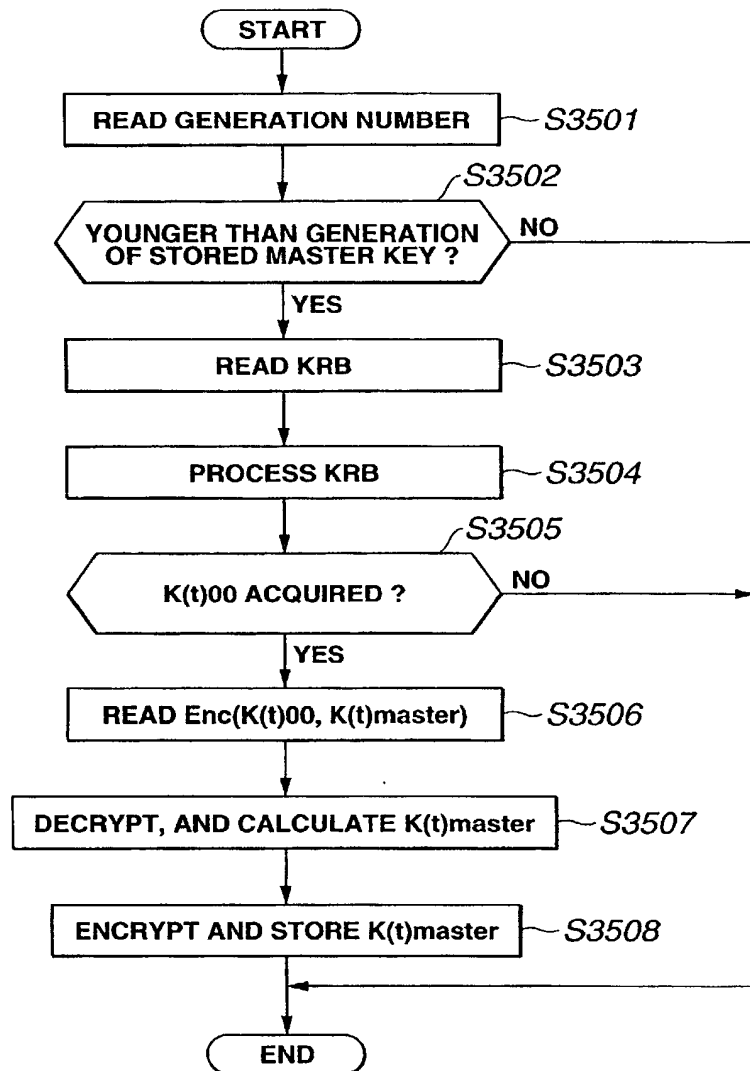 START
READ GENERATION NUMBER
S3501
S3502
YOUNGER THAN GENERATION
OF STORED MASTER KEY ?
NO
YES
READ KRB
S3503
PROCESS KRB
S3504
S3505
K(t)00 ACQUIRED ?
NO
YES
READ Enc(K(t)00, K(t)master)
S3506
DECRYPT, AND CALCULATE K(t)master
S3507
ENCRYPT AND STORE K(t)master
S3508
END